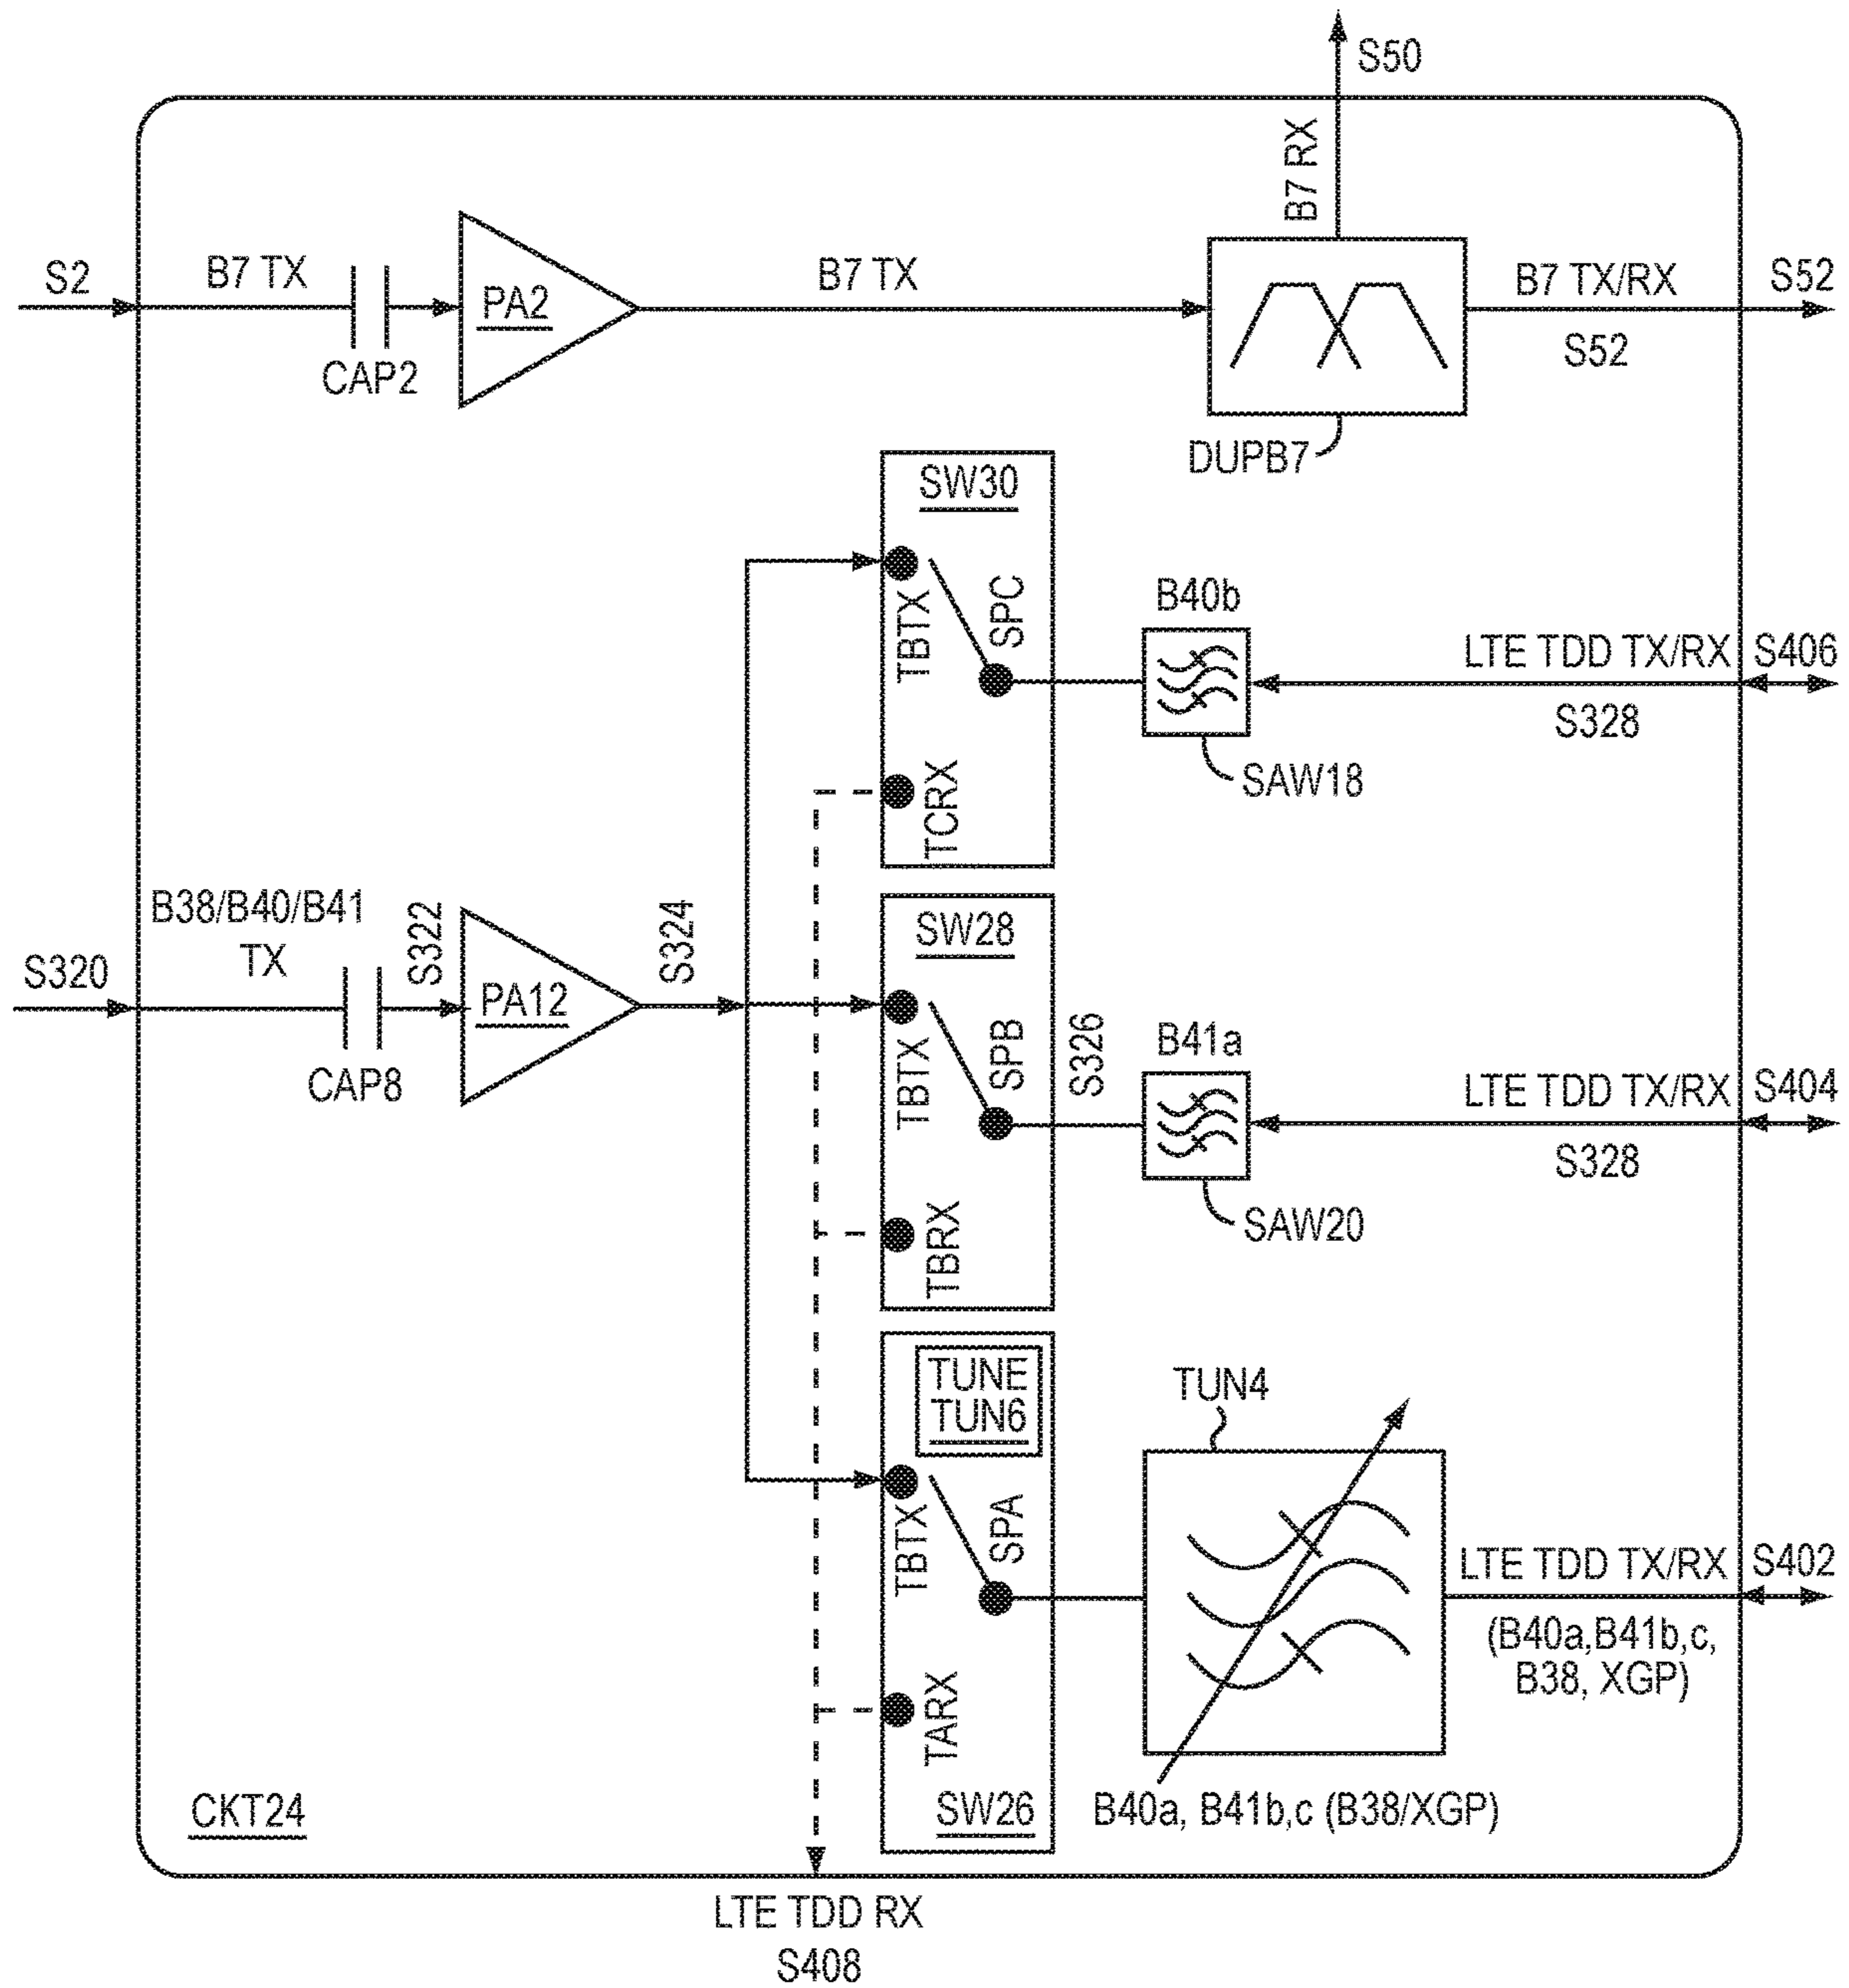 S50
B7 RX
S2
B7 TX
CAP2
PA2
B7 TX
B7 TX/RX
S52
S52
DUPB7
SW30
TBTX
SPC
TCRX
B40b
SAW18
LTE TDD TX/RX
S406
S328
B38/B40/B41
TX
S320
S322
CAP8
PA12
S324
SW28
TBTX
SPB
TBRX
S326
B41a
SAW20
LTE TDD TX/RX
S404
S328
TUNE
TUN6
TBTX
SPA
TARX
SW26
TUN4
B40a, B41b,c (B38/XGP)
LTE TDD TX/RX
S402
(B40a,B41b,c,
B38, XGP)
CKT24
LTE TDD RX
S408